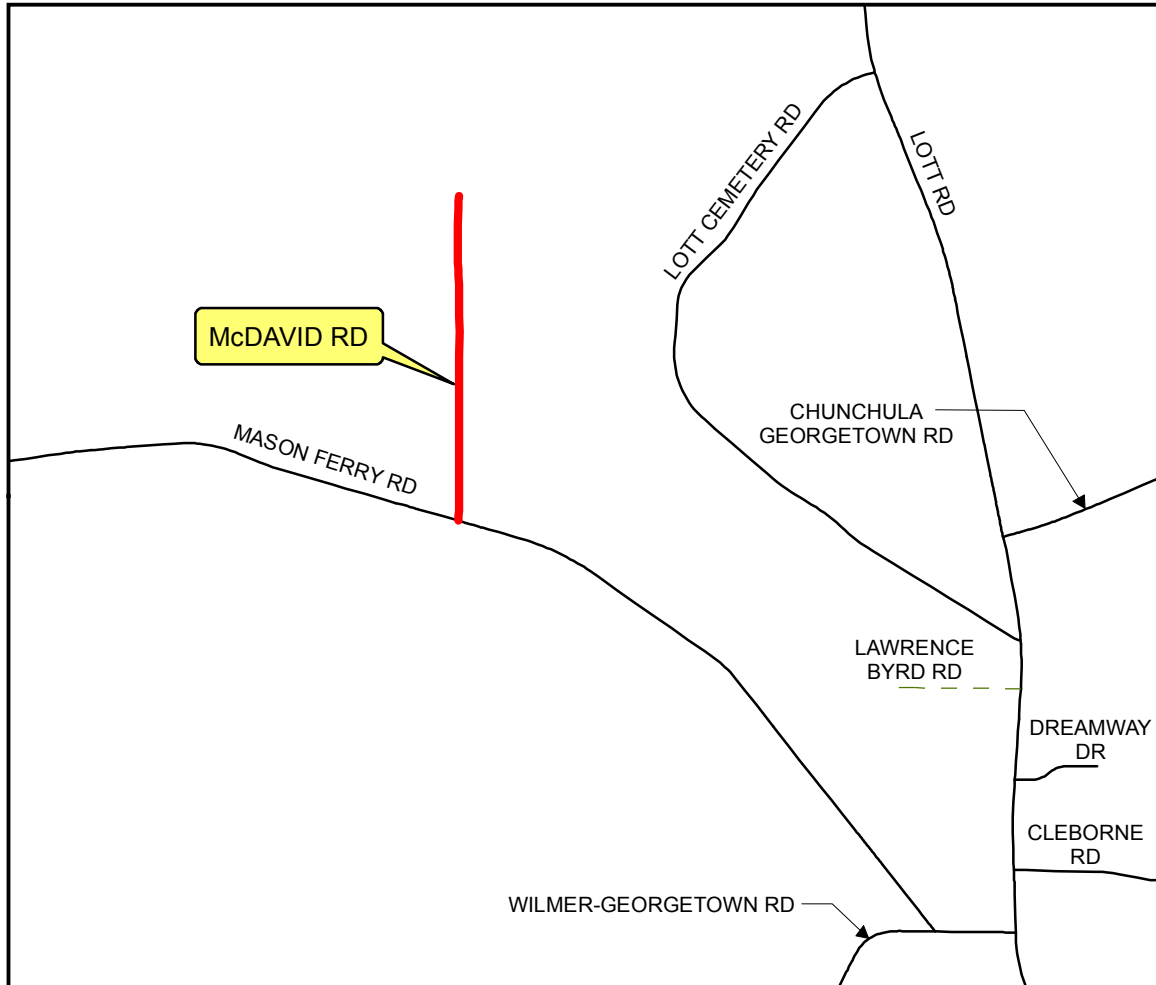 LOTT CEMETERY RD
LOTT RD
McDAVID RD
CHUNCHULA
GEORGETOWN RD
MASON FERRY RD
LAWRENCE
BYRD RD
DREAMWAY
DR
CLEBORNE
RD
WILMER-GEORGETOWN RD